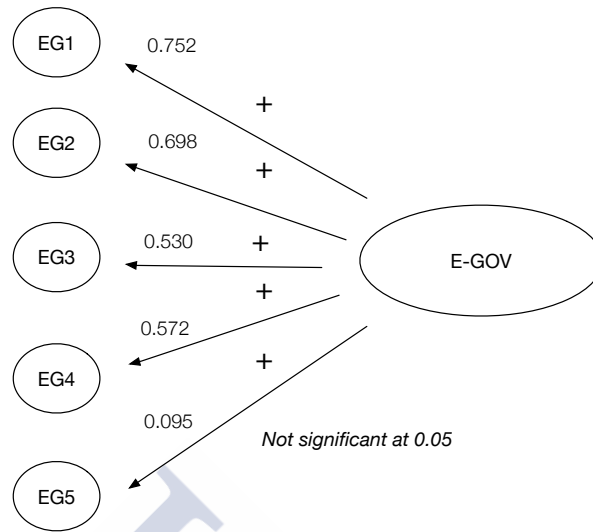 EG1
0.752
+
EG2
0.698
+
EG3
0.530
+
E-GOV
+
0.572
EG4
+
0.095
Not significant at 0.05
EG5